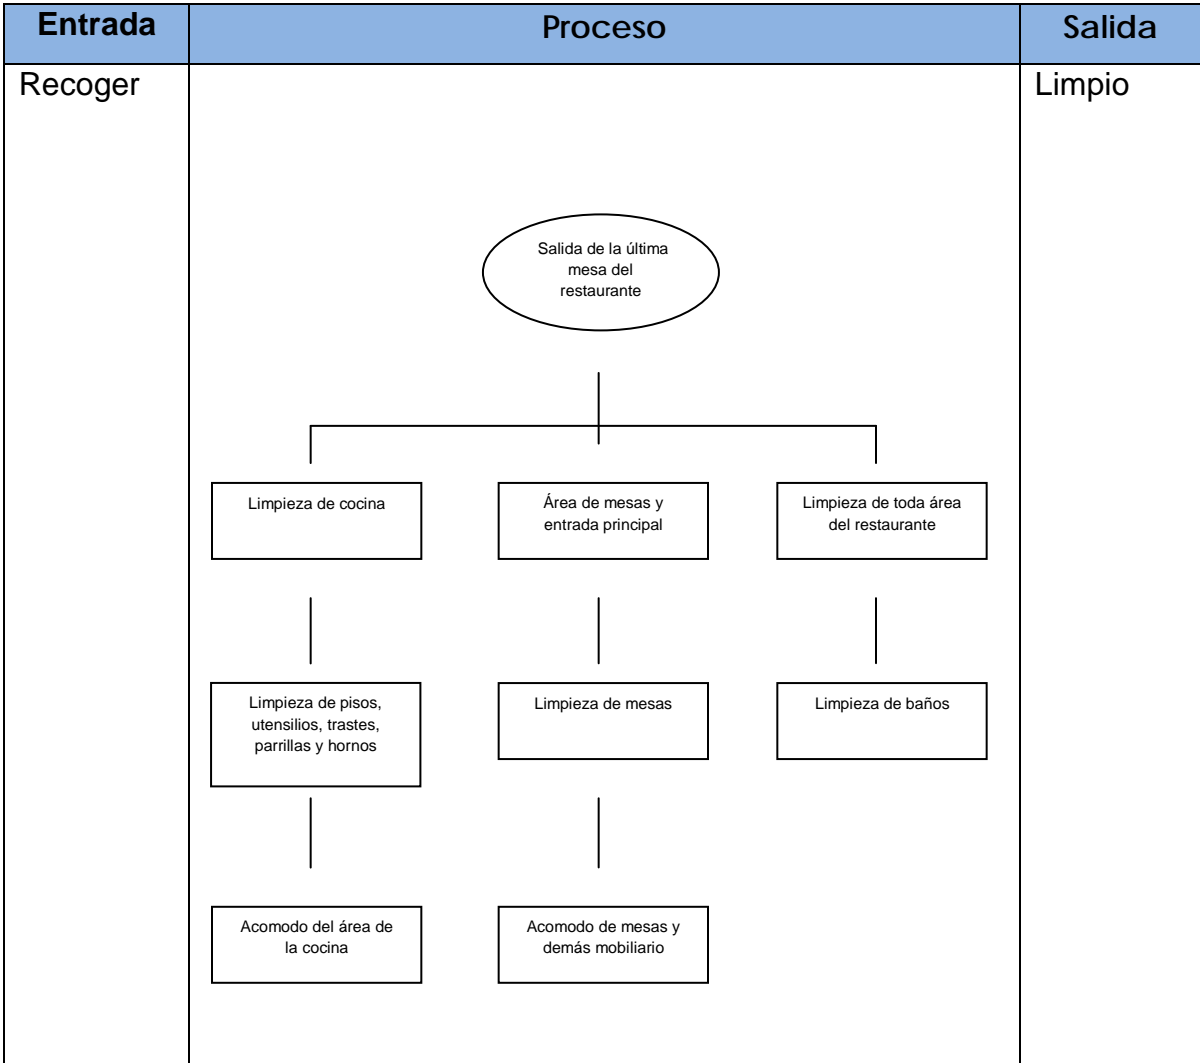 Entrada
Proceso
Salida
Recoger
Limpio
Salida de la última
mesa del
restaurante
Limpieza de cocina
Área de mesas y
entrada principal
Limpieza de toda área
del restaurante
Limpieza de pisos,
utensilios, trastes,
parrillas y hornos
Limpieza de mesas
Limpieza de baños
Acomodo del área de
la cocina
Acomodo de mesas y
demás mobiliario